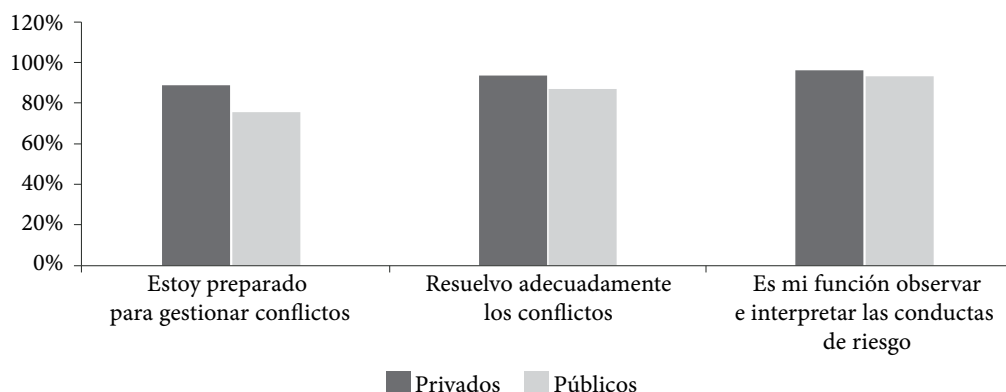 120%
100%
80%
60%
40%
20%
0%
Estoy preparado
para gestionar conflictos
Resuelvo adecuadamente
los conflictos
Es mi función observar
e interpretar las conductas
de riesgo
Privados Públicos